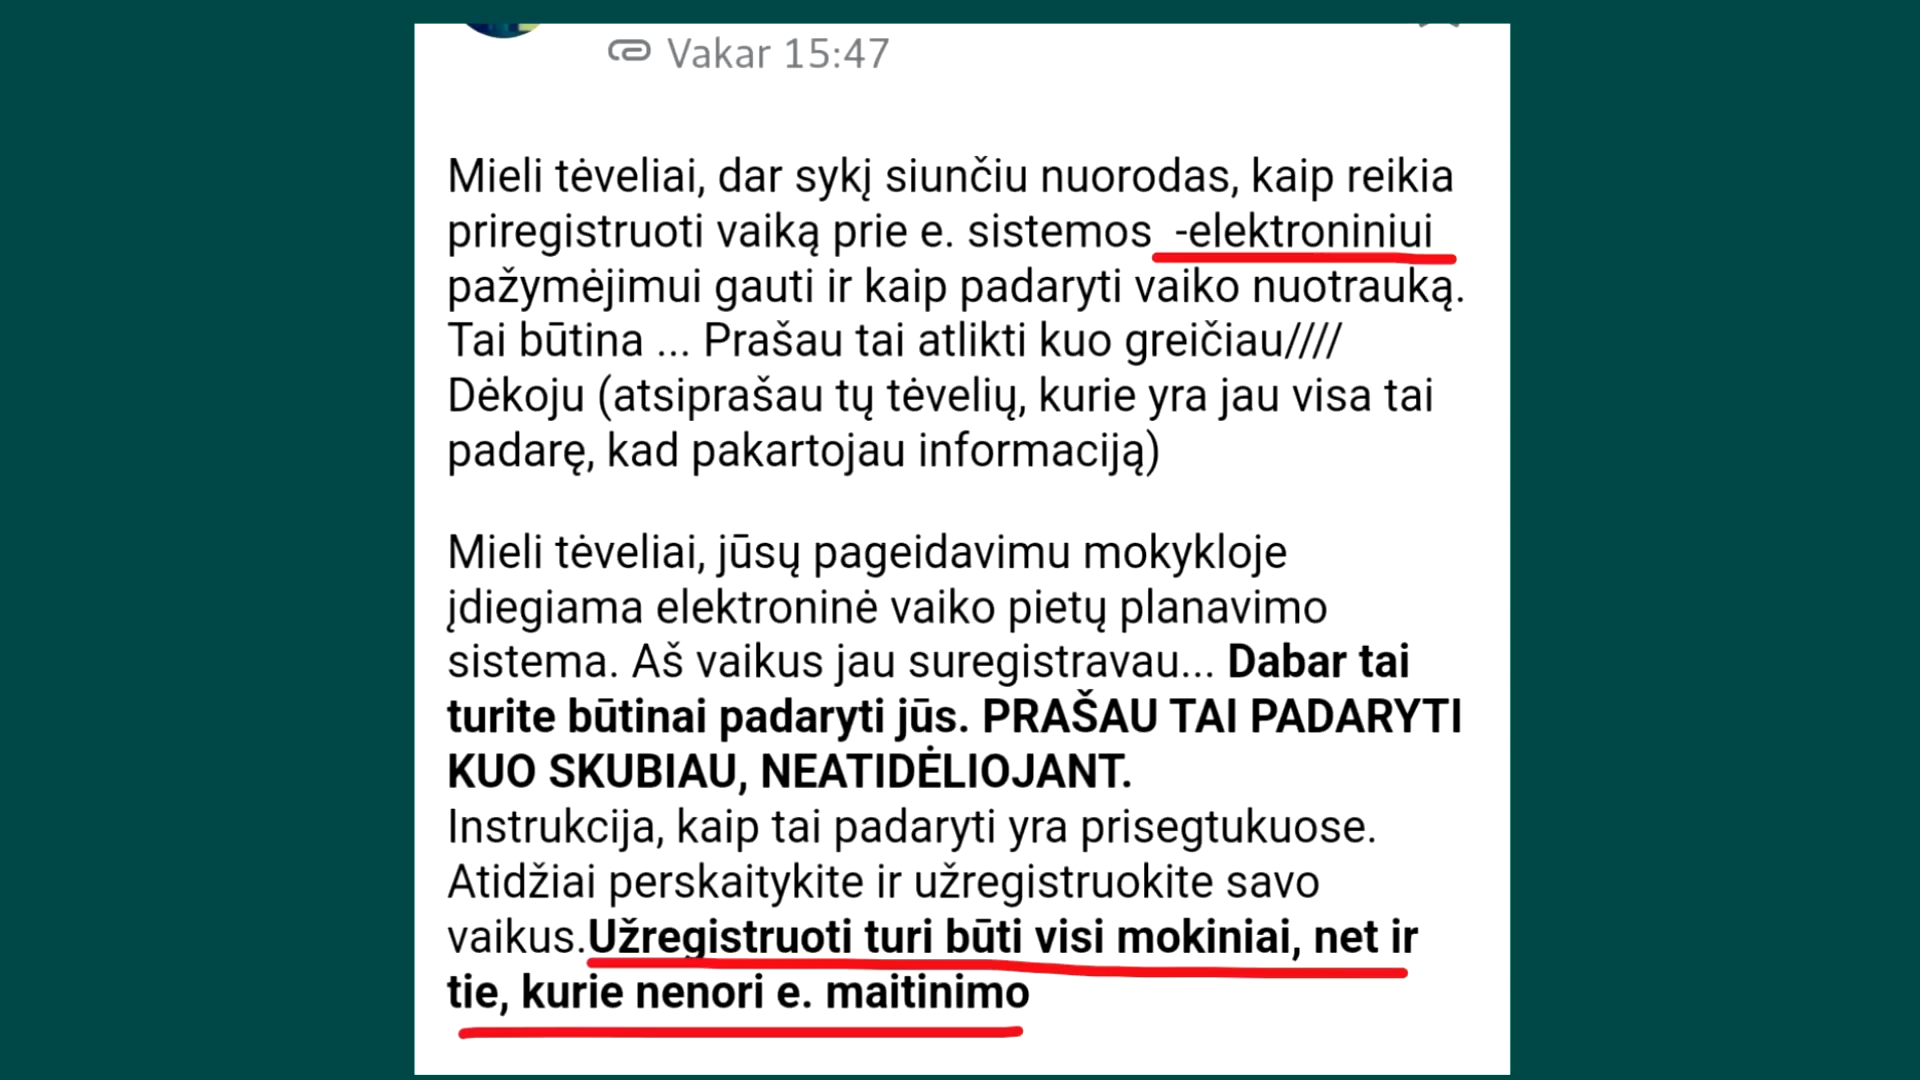 Vakar 15:47
Mieli tėveliai, dar sykį siunčiu nuorodas, kaip reikia
priregistruoti vaiką prie e. sistemos -elektroniniui
pažymėjimui gauti ir kaip padaryti vaiko nuotrauką.
Tai būtina ... Prašau tai atlikti kuo greičiau////
Dėkoju (atsiprašau tų tėvelių, kurie yra jau visa tai
padarę, kad pakartojau informaciją)
Mieli tėveliai, jūsų pageidavimu mokykloje
įdiegiama elektroninė vaiko pietų planavimo
sistema. Aš vaikus jau suregistravau... Dabar tai
turite būtinai padaryti jūs. PRAŠAU TAI PADARYTI
KUO SKUBIAU, NEATIDĖLIOJANT.
Instrukcija, kaip tai padaryti yra prisegtukuose.
Atidžiai perskaitykite ir užregistruokite savo
vaikus.Užregistruoti turi būti visi mokiniai, net ir
tie, kurie nenori e. maitinimo